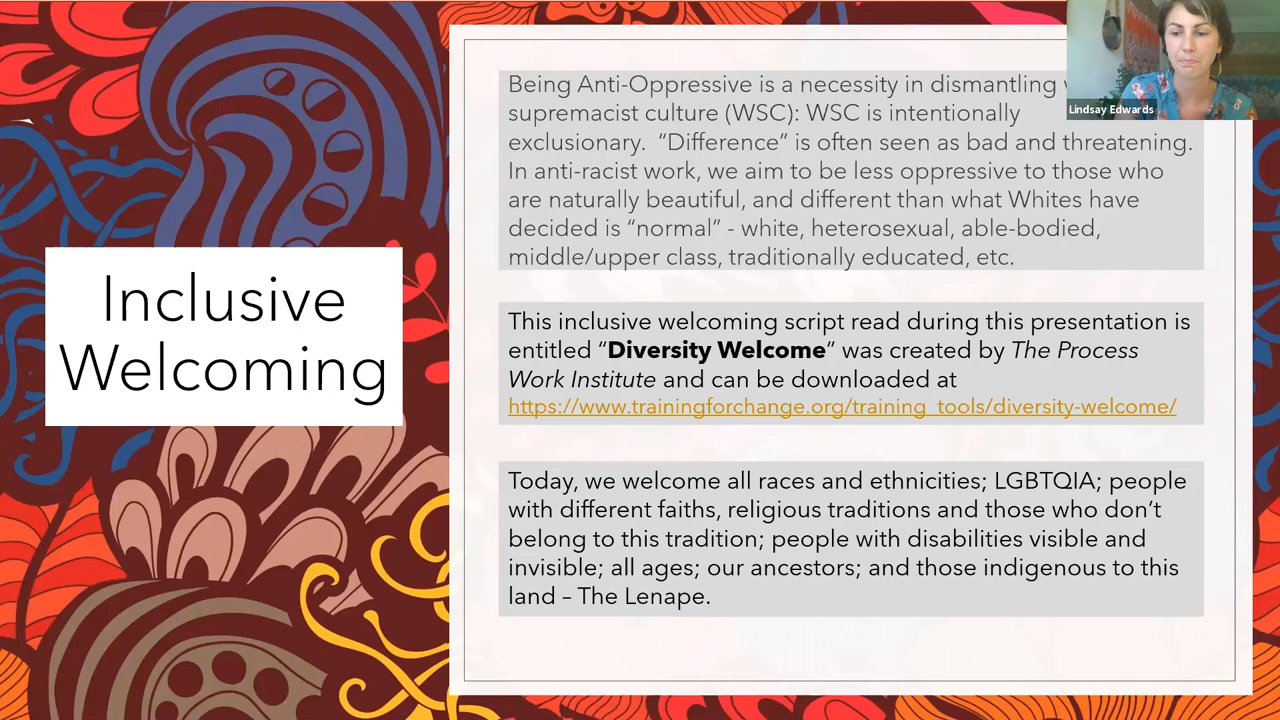 Inclusive
Welcoming
Being Anti-Oppressive is a necessity in dismantling
supremacist culture (WSC): WSC is intentionally
exclusionary. “Difference” is often seen as bad and threatening.
In anti-racist work, we aim to be less oppressive to those who
are naturally beautiful, and different than what Whites have
decided is “normal” - white, heterosexual, able-bodied,
middle/upper class, traditionally educated, etc.
This inclusive welcoming script read during this presentation is
entitled “Diversity Welcome” was created by The Process
Work Institute and can be downloaded at
https://www.trainingforchange.org/training_tools/diversity-welcome/
Today, we welcome all races and ethnicities; LGBTQIA; people
with different faiths, religious traditions and those who don’t
belong to this tradition; people with disabilities visible and
invisible; all ages; our ancestors; and those indigenous to this
land – The Lenape.
Lindsay Edwards